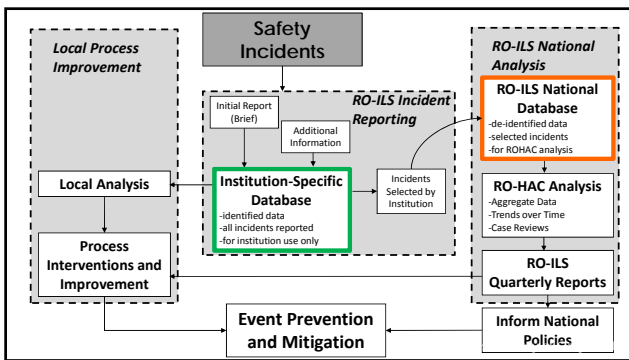 Local Process
Improvement
Safety
Incidents
RO-ILS National
Analysis
RO-ILS Incident
Reporting
Initial Report
(Brief)
Additional
Information
Institution-Specific
Database
-identified data
-all incidents reported
-for institution use only
Incidents
Selected by
Institution
RO-ILS National
Database
-de-identified data
-selected incidents
-for ROHAC analysis
RO-HAC Analysis
-Aggregate Data
-Trends over Time
-Case Reviews
RO-ILS
Quarterly Reports
Local Analysis
Process
Interventions and
Improvement
Event Prevention
and Mitigation
Inform National
Policies